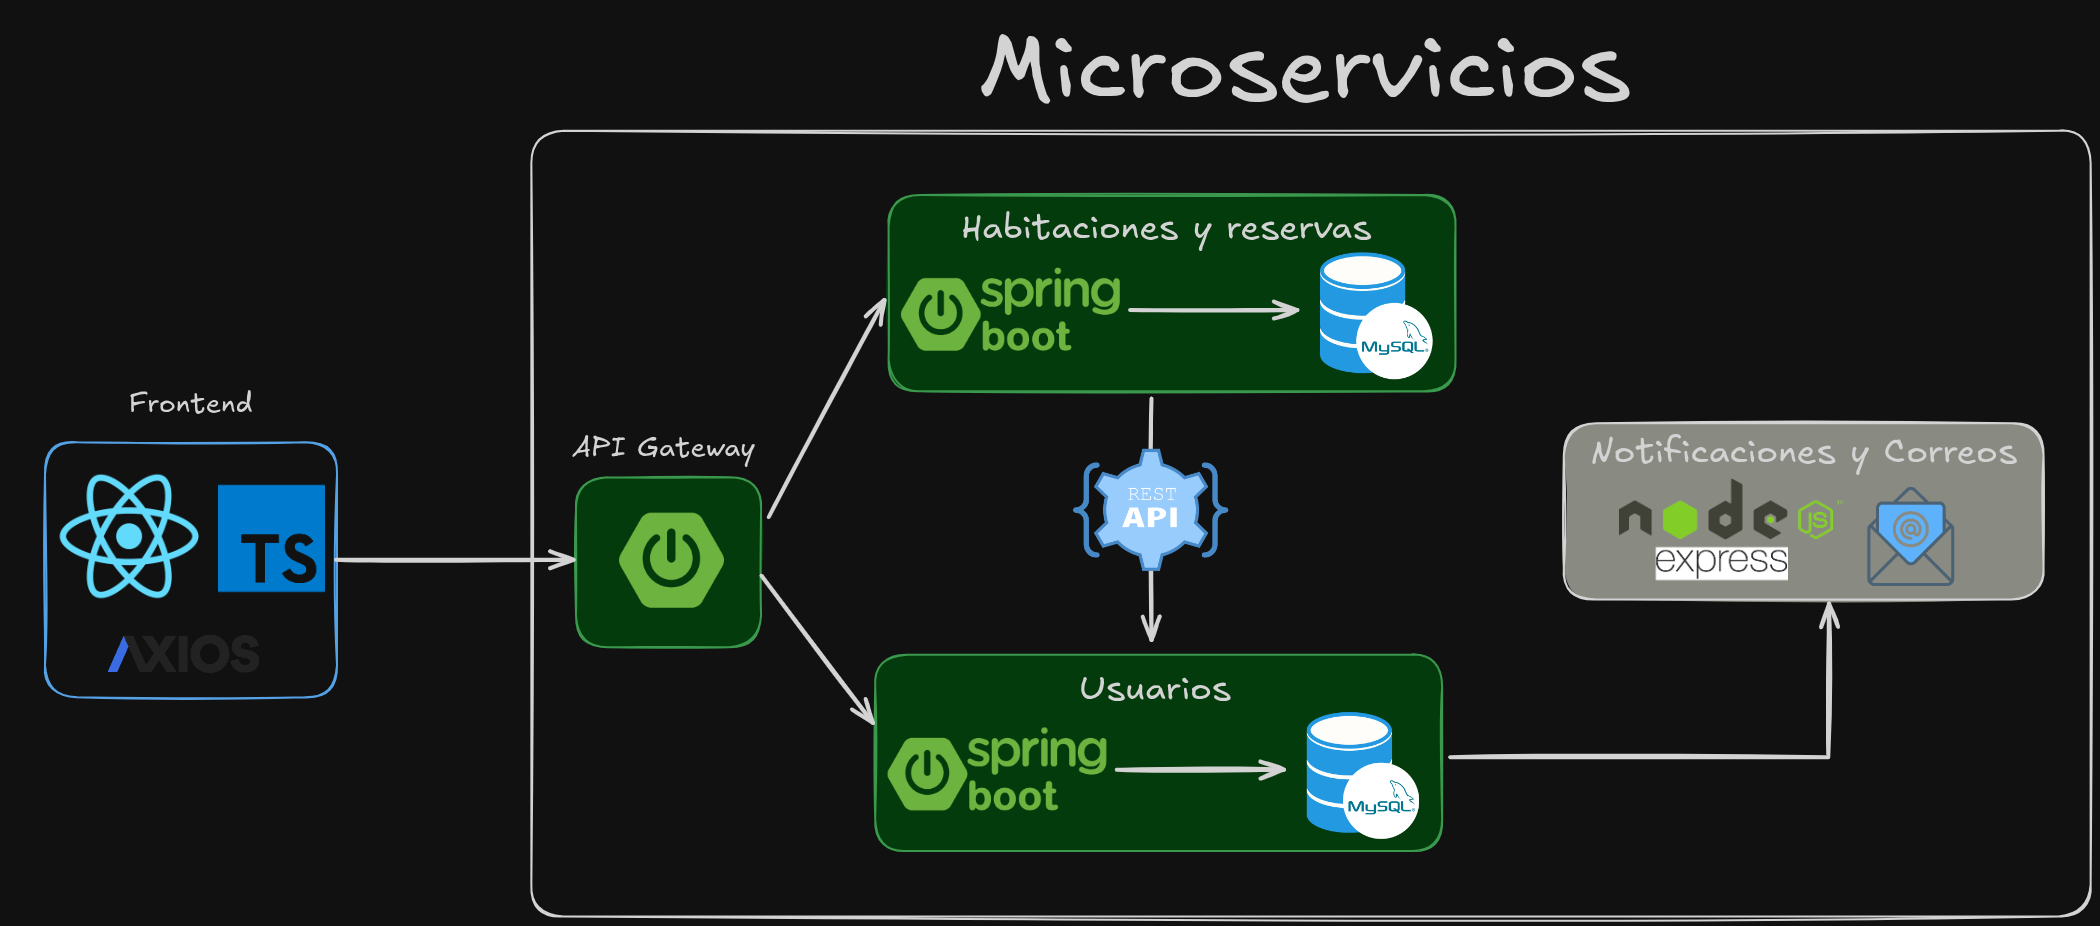 Microservicios
Habitaciones y reservas
spring
boot
MySQL
Frontend
TS
AXIOS
API Gateway
REST
API
Notificaciones y Correos
node
JS
express
@
Usuarios
spring
boot
MySQL